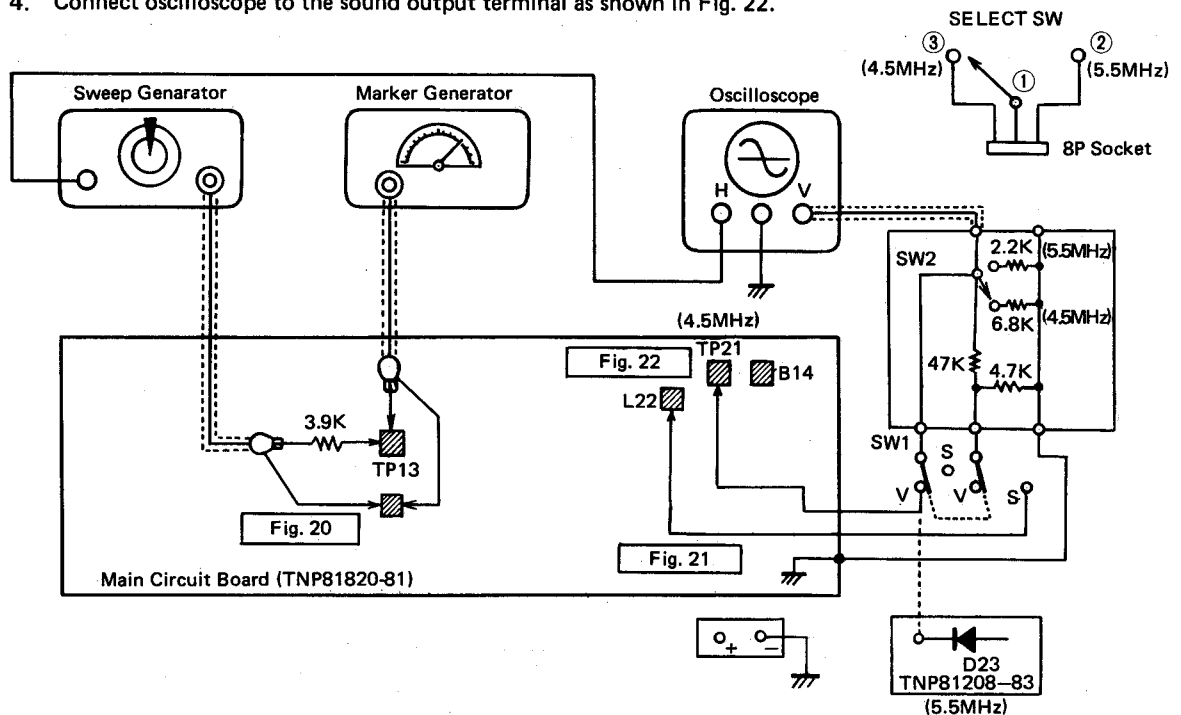 4. Connect oscilloscope to the sound output terminal as shown in Fig. 22.
SELECT SW
③
②
(4.5MHz)
(5.5MHz)
①
8P Socket
Sweep Genarator
Marker Generator
Oscilloscope
H
V
SW2
2.2K
(5.5MHz)
6.8K
(4.5MHz)
47K
4.7K
(4.5MHz)
TP21
Fig. 22
B14
L22
SW1
S
V
V
S
3.9K
TP13
Fig. 20
Fig. 21
Main Circuit Board (TNP81820-81)
+
−
D23
TNP81208–83
(5.5MHz)